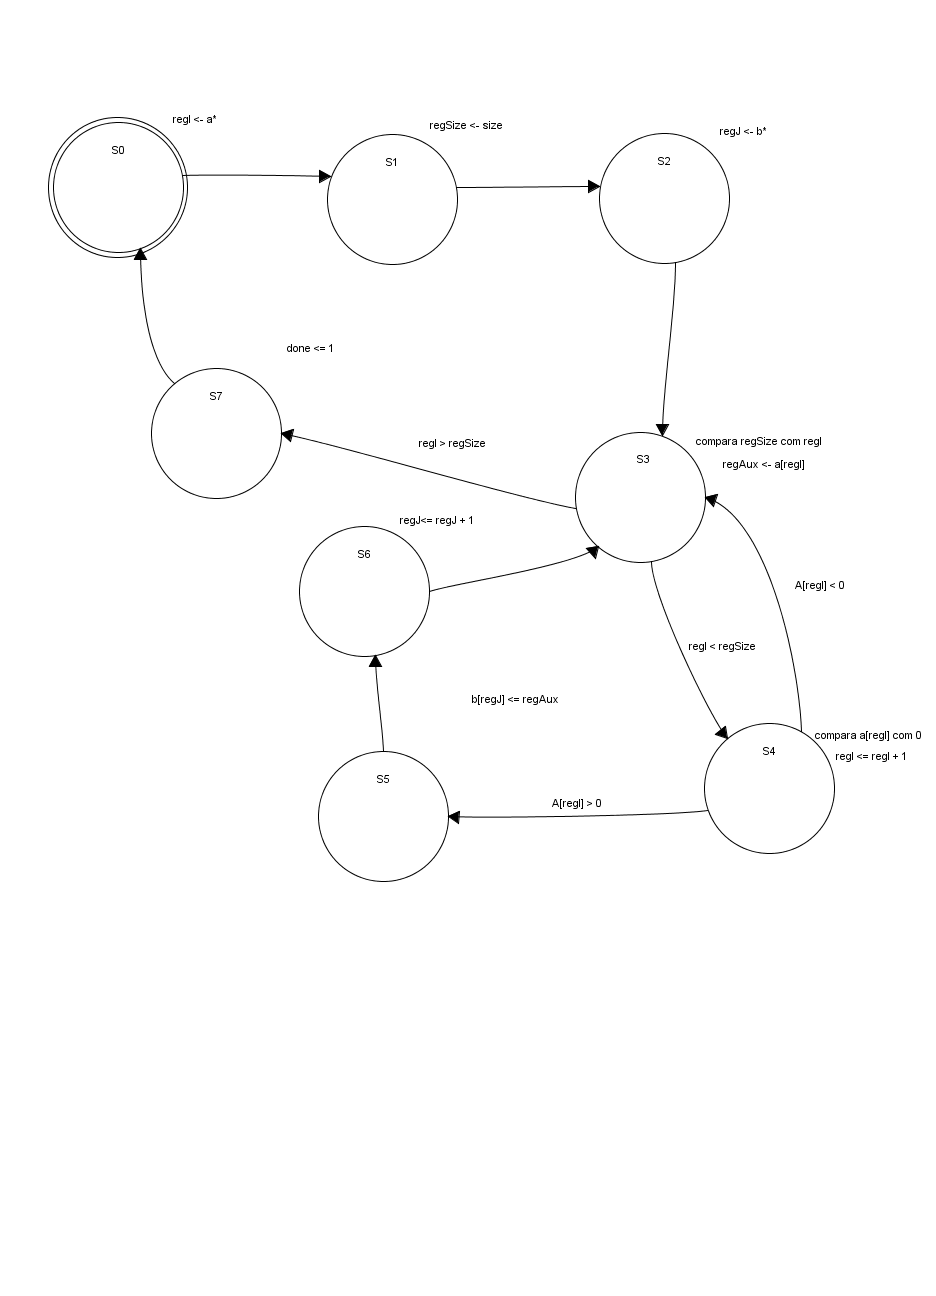 regI <- a*
S0
regSize <- size
S1
regJ <- b*
S2
done <= 1
S7
regI > regSize
compara regSize com regI
regAux <- a[regI]
S3
regJ<= regJ + 1
S6
A[regI] < 0
regI < regSize
b[regJ] <= regAux
compara a[regI] com 0
regI <= regI + 1
S4
S5
A[regI] > 0